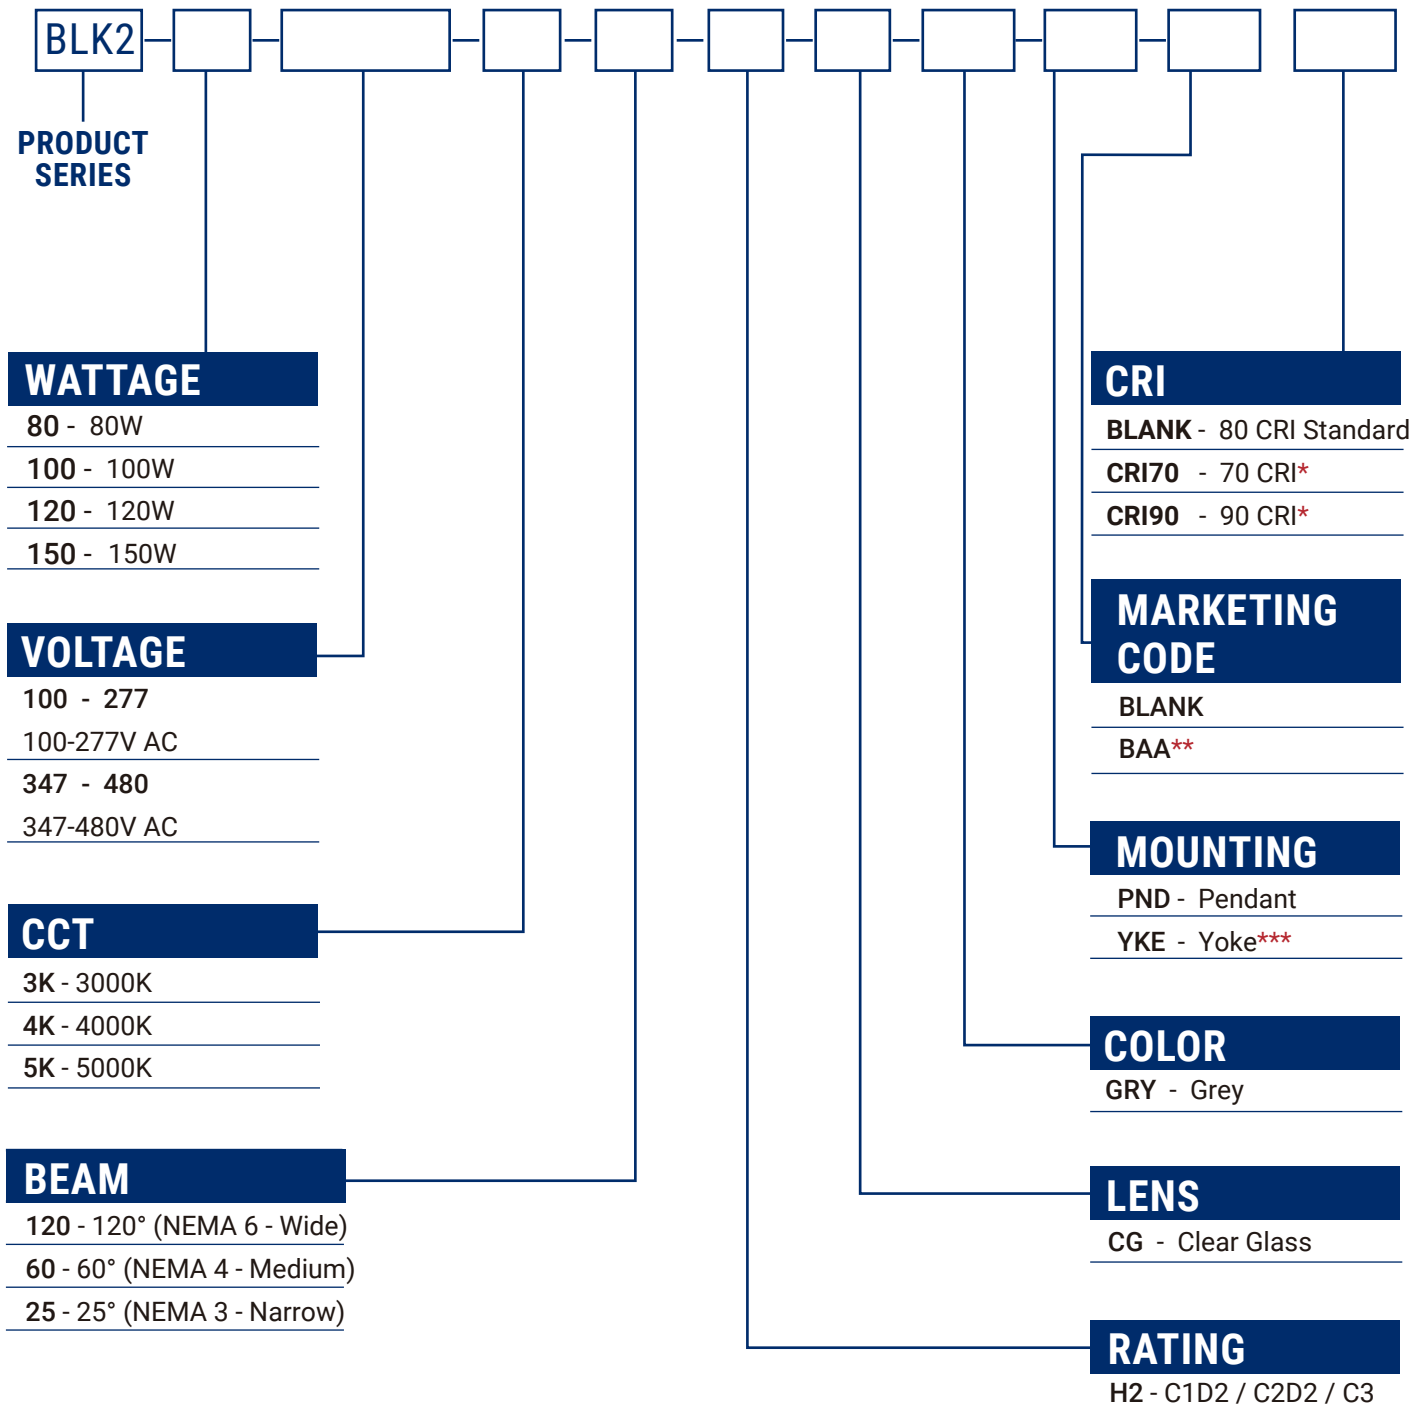 BLK2
PRODUCT
SERIES
WATTAGE
80 - 80W
100 - 100W
120 - 120W
150 - 150W
VOLTAGE
100 - 277
100-277V AC
347 - 480
347-480V AC
CCT
3K - 3000K
4K - 4000K
5K - 5000K
BEAM
120 - 120° (NEMA 6 - Wide)
60 - 60° (NEMA 4 - Medium)
25 - 25° (NEMA 3 - Narrow)
CRI
BLANK - 80 CRI Standard
CRI70 - 70 CRI*
CRI90 - 90 CRI*
MARKETING
CODE
BLANK
BAA**
MOUNTING
PND - Pendant
YKE - Yoke***
COLOR
GRY - Grey
LENS
CG - Clear Glass
RATING
H2 - C1D2 / C2D2 / C3